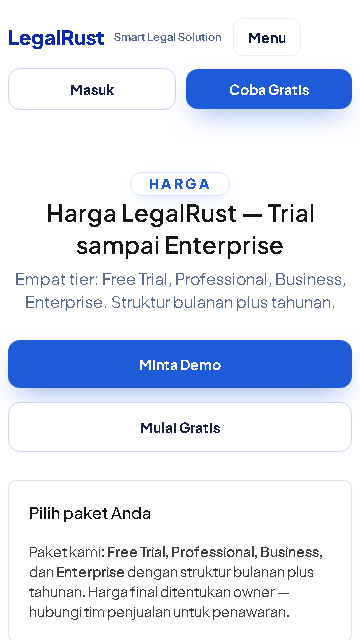 LegalRust Smart Legal Solution Menu
Masuk Coba Gratis
HARGA
Harga LegalRust — Trial
sampai Enterprise
Empat tier: Free Trial, Professional, Business,
Enterprise. Struktur bulanan plus tahunan.
Minta Demo
Mulai Gratis
Pilih paket Anda
Paket kami: Free Trial, Professional, Business,
dan Enterprise dengan struktur bulanan plus
tahunan. Harga final ditentukan owner —
hubungi tim penjualan untuk penawaran.